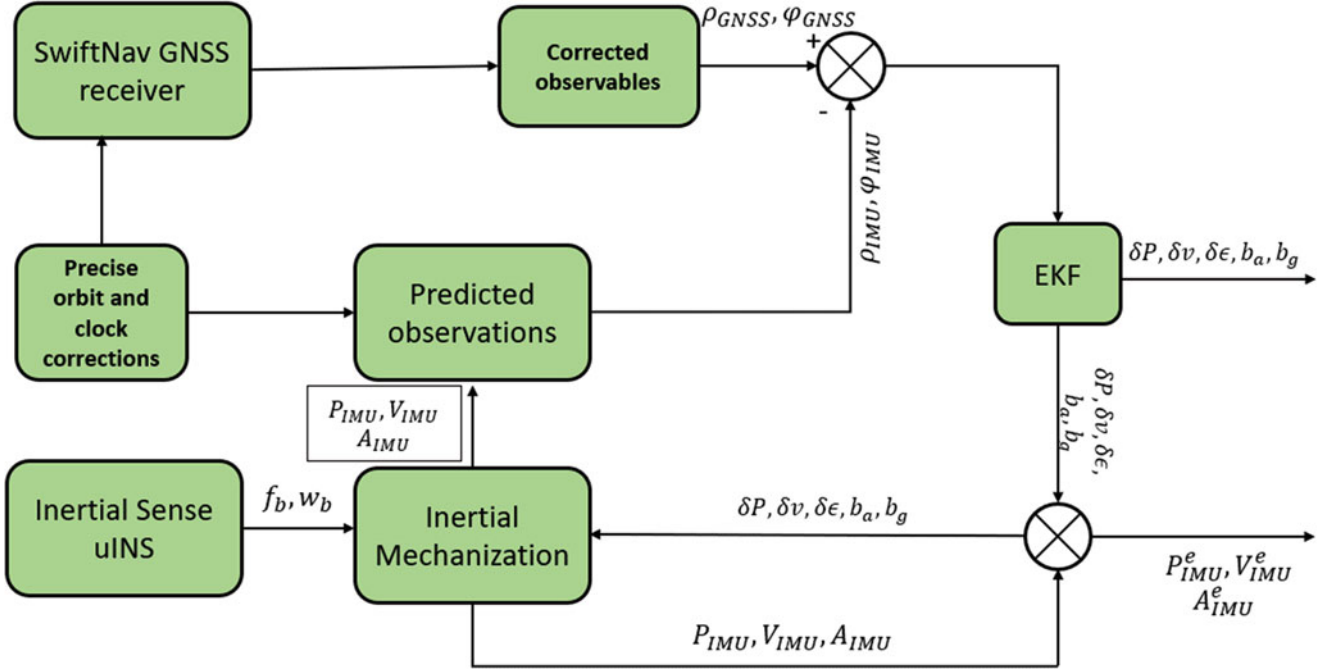 ρ_GNSS, φ_GNSS
SwiftNav GNSS
receiver
Corrected
observables
+
-
ρ_IMU, φ_IMU
Precise
orbit and
clock
corrections
Predicted
observations
EKF
δP, δv, δϵ, b_a, b_g
P_IMU, V_IMU
A_IMU
δP, δv, δϵ,
b_a, b_g
Inertial Sense
uINS
f_b, w_b
Inertial
Mechanization
δP, δv, δϵ, b_a, b_g
P^e_IMU, V^e_IMU
A^e_IMU
P_IMU, V_IMU, A_IMU